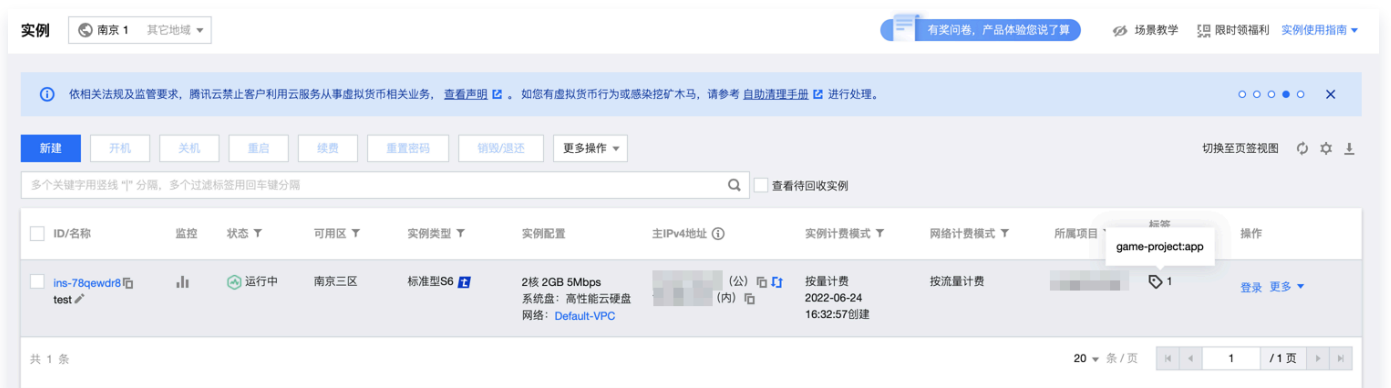 实例 南京 1 其它地域 有奖问卷，产品体验您说了算 场景教学 限时领福利 实例使用指南
依相关法规及监管要求，腾讯云禁止客户利用云服务从事虚拟货币相关业务， 查看声明 。 如您有虚拟货币行为或感染挖矿木马，请参考 自助清理手册 进行处理。
新建 开机 关机 重启 续费 重置密码 销毁/退还 更多操作 切换至页签视图
多个关键字用竖线 "|" 分隔，多个过滤标签用回车键分隔 查看待回收实例
ID/名称 监控 状态 可用区 实例类型 实例配置 主IPv4地址 实例计费模式 网络计费模式 所属项目 标签 操作
game-project:app
ins-78qewdr8 运行中 南京三区 标准型S6 2核 2GB 5Mbps (公) 按量计费 按流量计费 1 登录 更多
test 系统盘：高性能云硬盘 (内) 2022-06-24
网络：Default-VPC 16:32:57创建
共 1 条 20 条 / 页 1 / 1 页